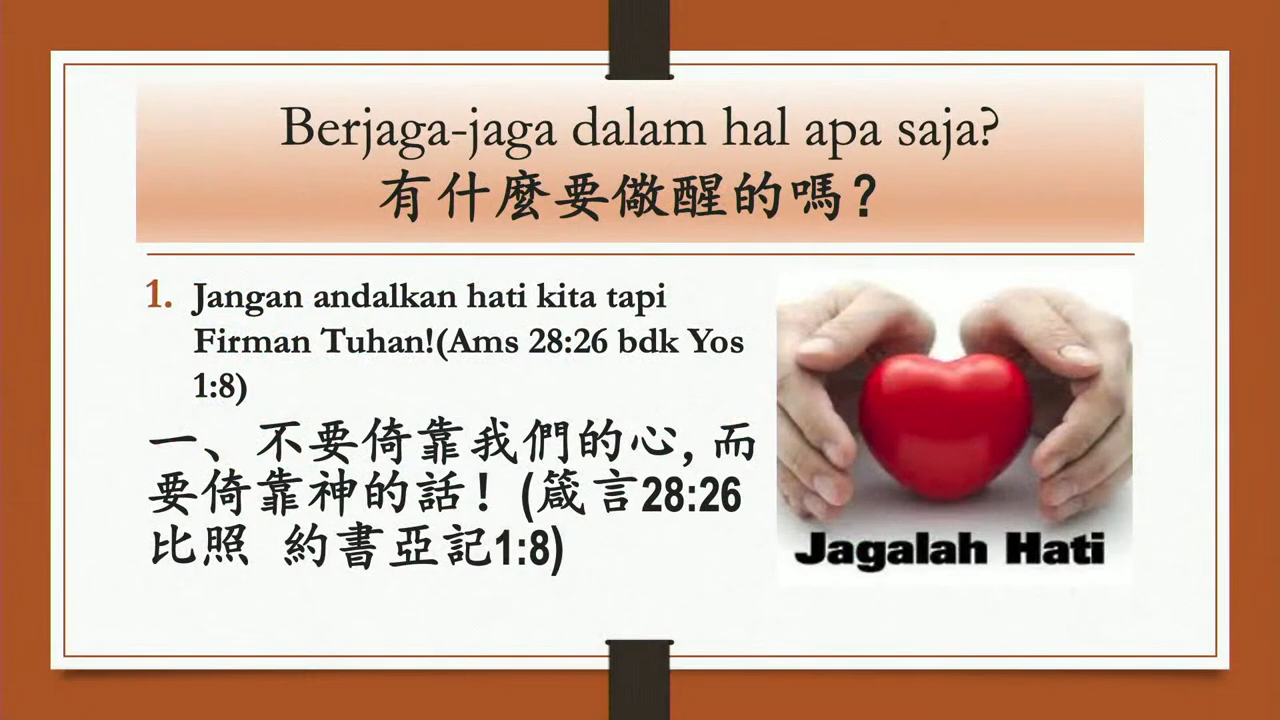 Berjaga-jaga dalam hal apa saja?
有什麼要儆醒的嗎？
1. Jangan andalkan hati kita tapi
Firman Tuhan!(Ams 28:26 bdk Yos
1:8)
一、不要倚靠我們的心, 而
要倚靠神的話！(箴言28:26
比照 約書亞記1:8)
Jagalah Hati